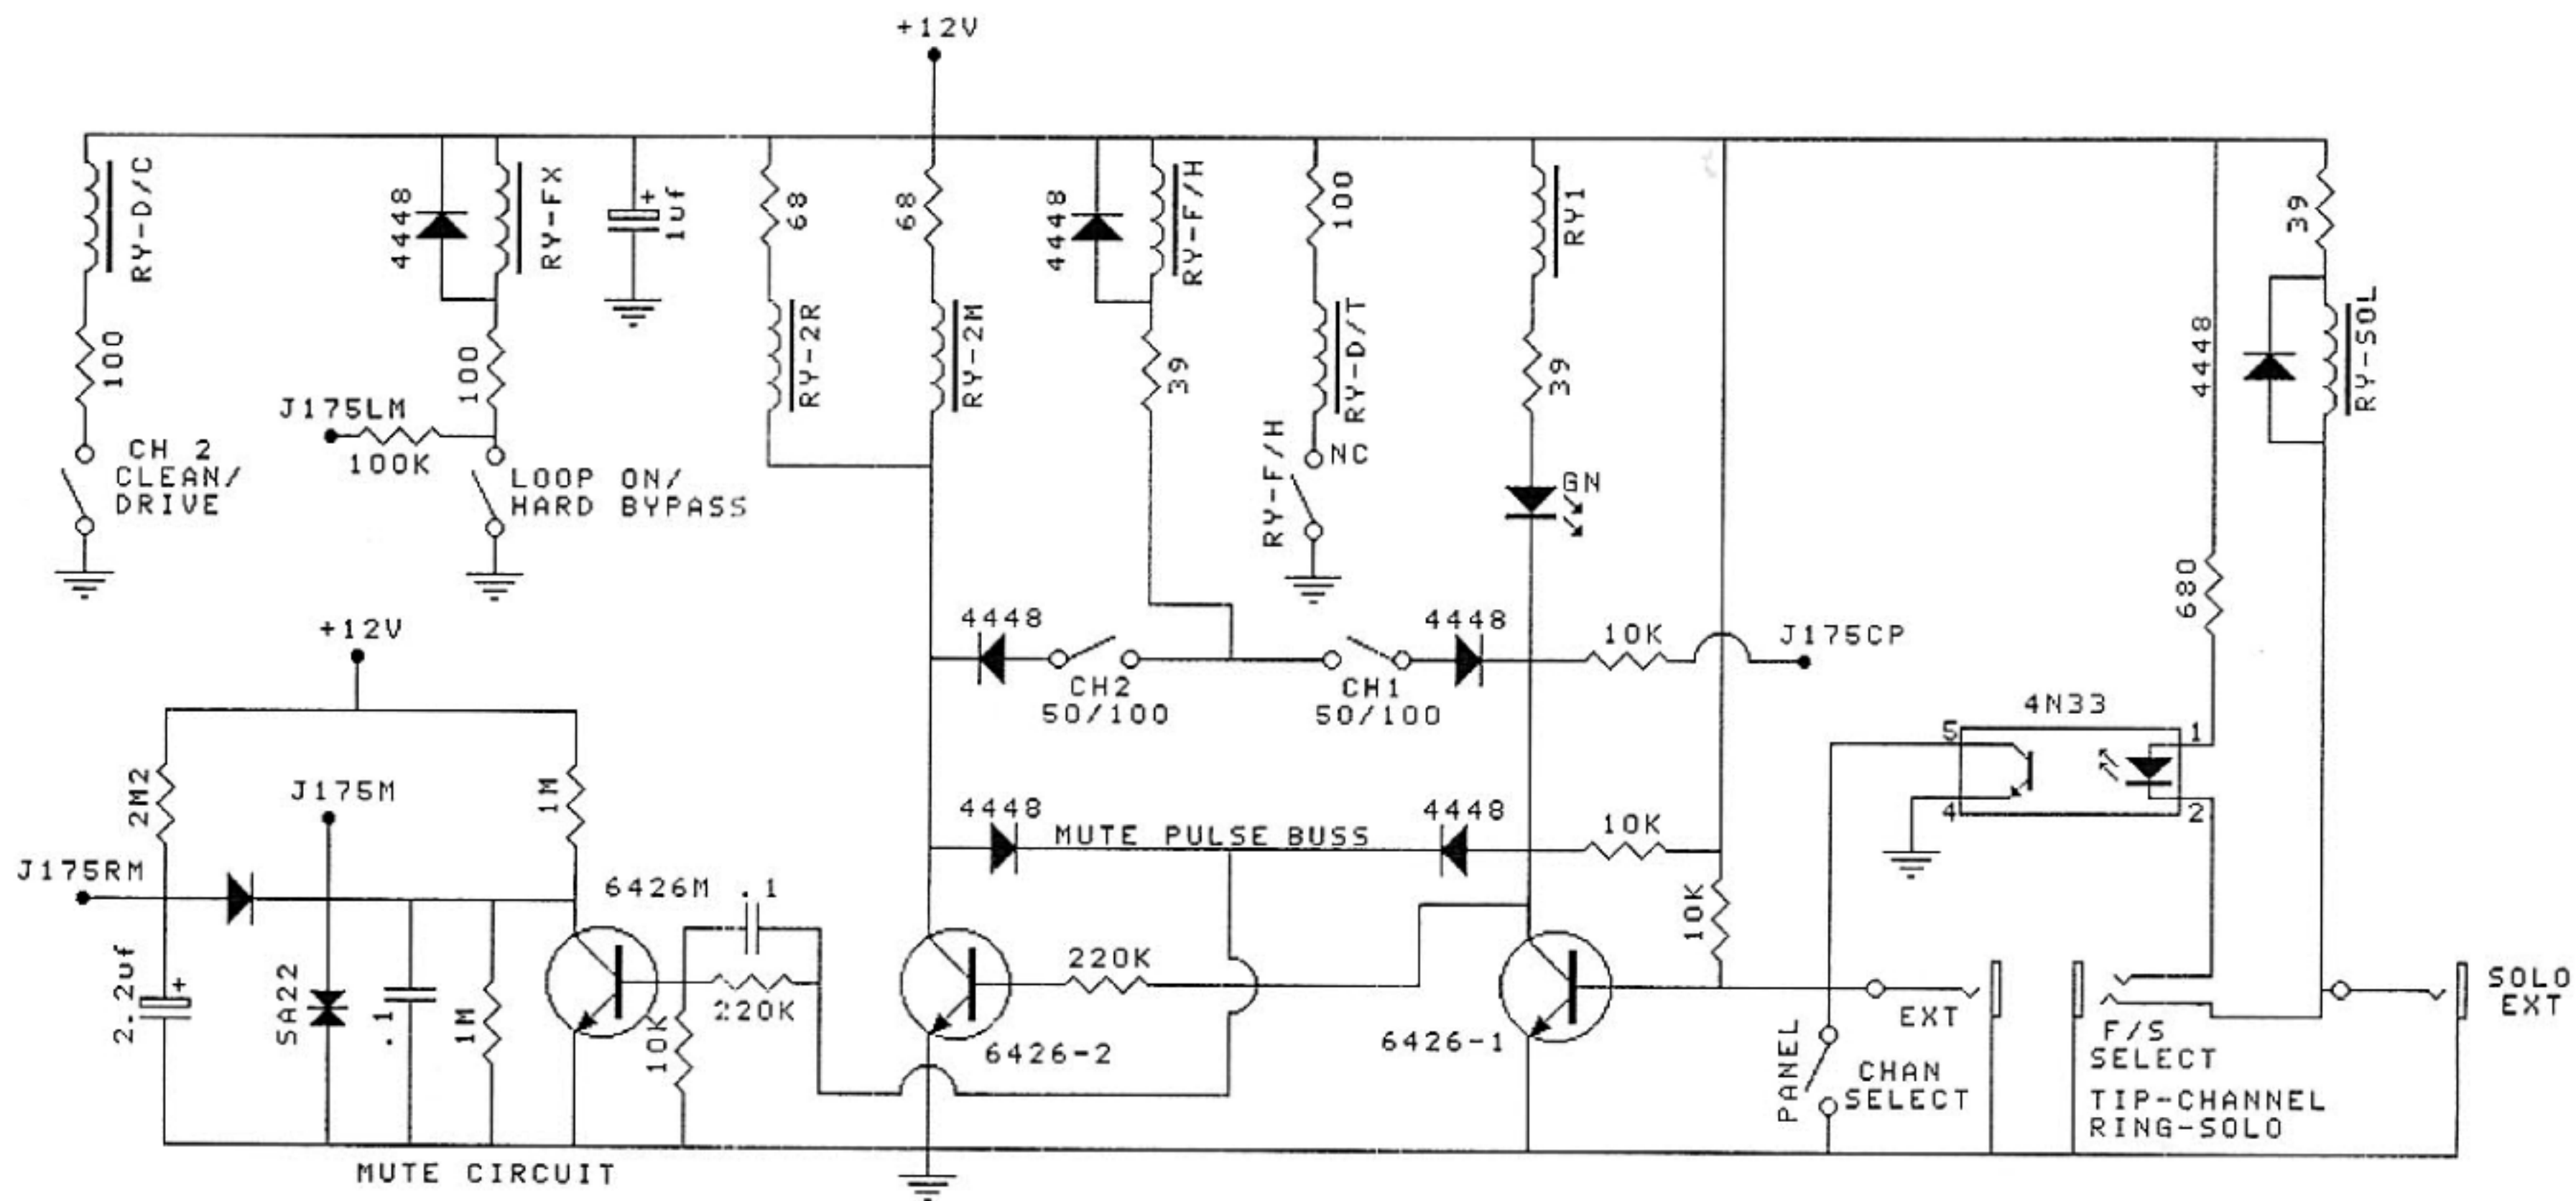 +12V
RY-D/C
4448
RY-FX
+
1uf
68
68
4448
RY-F/H
100
RY1
39
100
100
J175LM
100K
RY-2R
RY-2M
39
RY-D/T
39
4448
RY-SOL
CH 2
CLEAN/
DRIVE
LOOP ON/
HARD BYPASS
RY-F/H
NC
GN
680
+12V
4448
4448
10K
J175CP
CH2
50/100
CH1
50/100
4N33
5
1
4
2
2M2
J175M
1M
4448
MUTE PULSE BUSS
4448
10K
J175RM
6426M
.1
10K
2.2uf
+
SA22
.1
1M
10K
220K
220K
6426-2
6426-1
EXT
SOLO
EXT
F/S
SELECT
TIP-CHANNEL
RING-SOLO
PANEL
CHAN
SELECT
MUTE CIRCUIT